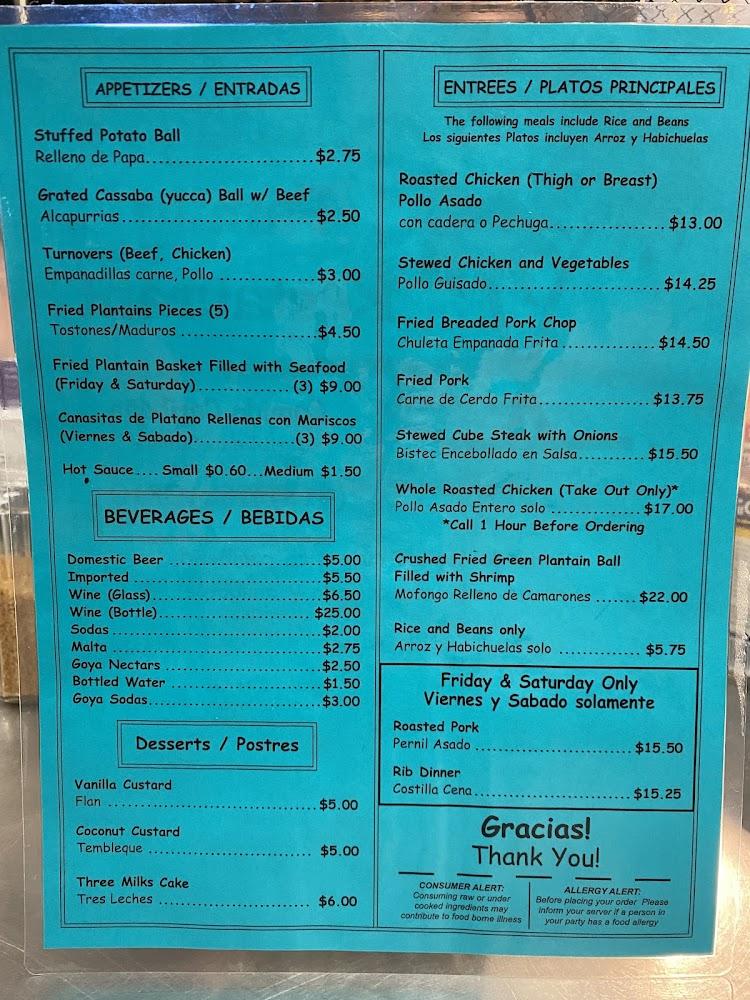 APPETIZERS / ENTRADAS
Stuffed Potato Ball
Relleno de Papa..........................$2.75
Grated Cassaba (yucca) Ball w/ Beef
Alcapurrias..............................$2.50
Turnovers (Beef, Chicken)
Empanadillas carne, Pollo ...............$3.00
Fried Plantains Pieces (5)
Tostones/Maduros ......................$4.50
Fried Plantain Basket Filled with Seafood
(Friday & Saturday)............... (3) $9.00
Canasitas de Platano Rellenas con Mariscos
(Viernes & Sabado)................(3) $9.00
Hot Sauce.... Small $0.60...Medium $1.50
BEVERAGES / BEBIDAS
Domestic Beer .........................$5.00
Imported ..............................$5.50
Wine (Glass)...........................$6.50
Wine (Bottle).........................$25.00
Sodas .................................$2.00
Malta .................................$2.75
Goya Nectars ..........................$2.50
Bottled Water .........................$1.50
Goya Sodas.............................$3.00
Desserts / Postres
Vanilla Custard
Flan ..................................$5.00
Coconut Custard
Tembleque ............................. $5.00
Three Milks Cake
Tres Leches ........................... $6.00
ENTREES / PLATOS PRINCIPALES
The following meals include Rice and Beans
Los siguientes Platos incluyen Arroz y Habichuelas
Roasted Chicken (Thigh or Breast)
Pollo Asado
con cadera o Pechuga................... $13.00
Stewed Chicken and Vegetables
Pollo Guisado............................ $14.25
Fried Breaded Pork Chop
Chuleta Empanada Frita ............... $14.50
Fried Pork
Carne de Cerdo Frita.................. $13.75
Stewed Cube Steak with Onions
Bistec Encebollado en Salsa........... $15.50
Whole Roasted Chicken (Take Out Only)*
Pollo Asado Entero solo ............... $17.00
*Call 1 Hour Before Ordering
Crushed Fried Green Plantain Ball
Filled with Shrimp
Mofongo Relleno de Camarones ....... $22.00
Rice and Beans only
Arroz y Habichuelas solo ............. $5.75
Friday & Saturday Only
Viernes y Sabado solamente
Roasted Pork
Pernil Asado .......................... $15.50
Rib Dinner
Costilla Cena.......................... $15.25
Gracias!
Thank You!
CONSUMER ALERT:
Consuming raw or under
cooked ingredients may
contribute to food borne illness
ALLERGY ALERT:
Before placing your order Please
inform your server if a person in
your party has a food allergy